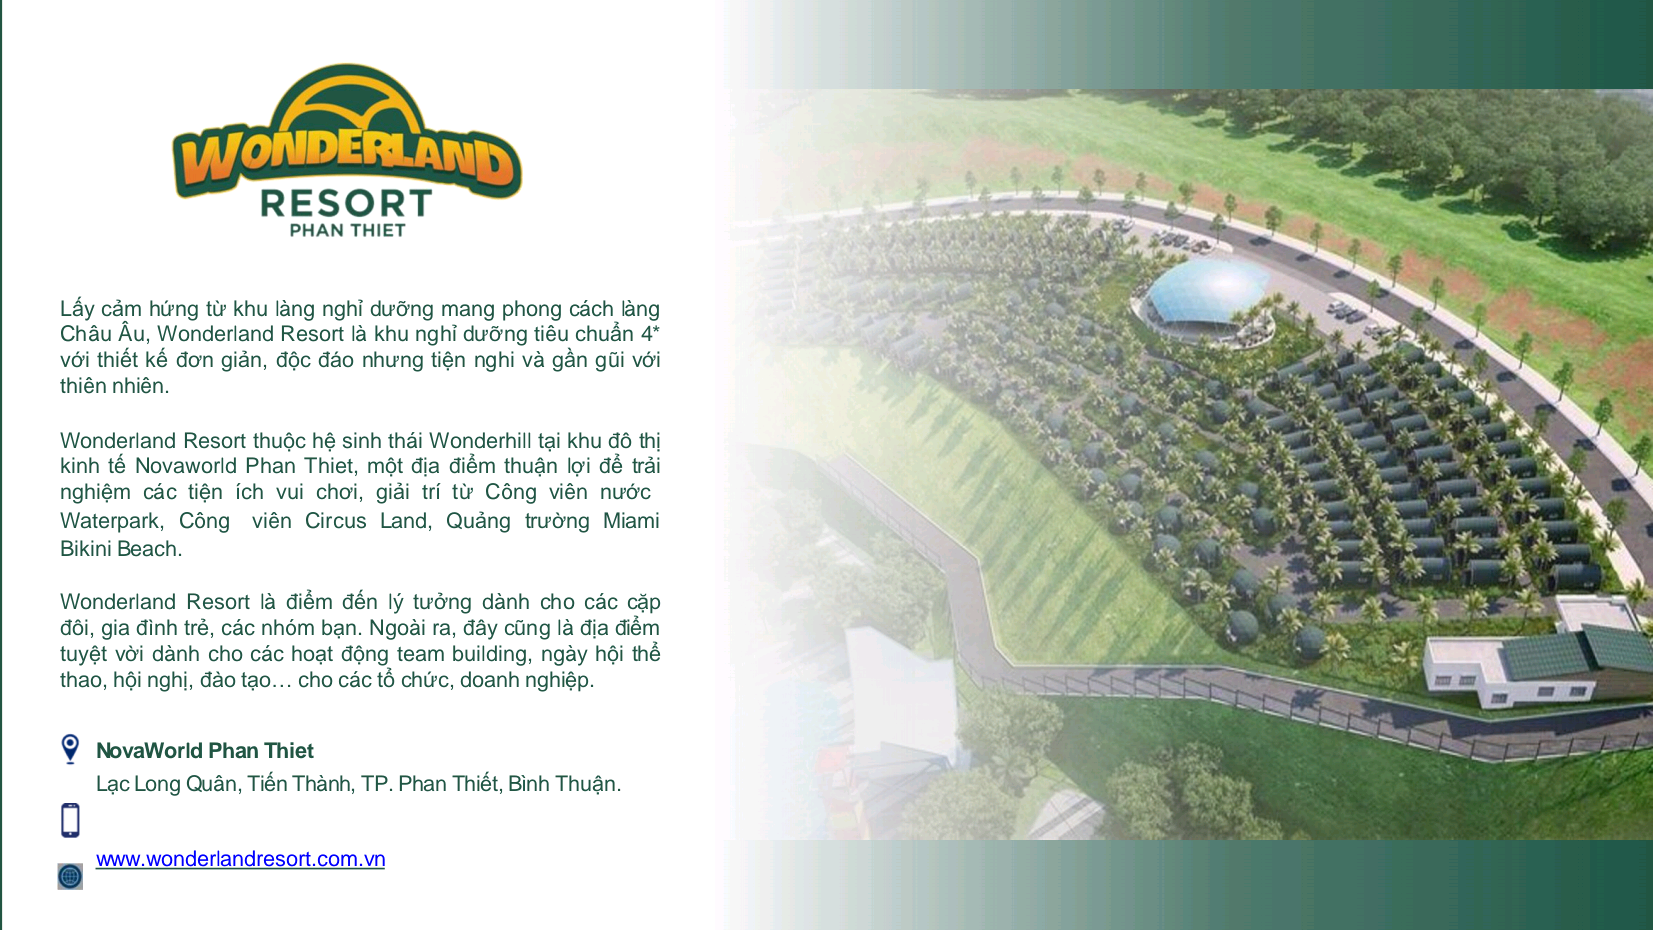 WONDERLAND
RESORT
PHAN THIET
Lấy cảm hứng từ khu làng nghỉ dưỡng mang phong cách làng
Châu Âu, Wonderland Resort là khu nghỉ dưỡng tiêu chuẩn 4*
với thiết kế đơn giản, độc đáo nhưng tiện nghi và gần gũi với
thiên nhiên.
Wonderland Resort thuộc hệ sinh thái Wonderhill tại khu đô thị
kinh tế Novaworld Phan Thiet, một địa điểm thuận lợi để trải
nghiệm các tiện ích vui chơi, giải trí từ Công viên nước
Waterpark, Công viên Circus Land, Quảng trường Miami
Bikini Beach.
Wonderland Resort là điểm đến lý tưởng dành cho các cặp
đôi, gia đình trẻ, các nhóm bạn. Ngoài ra, đây cũng là địa điểm
tuyệt vời dành cho các hoạt động team building, ngày hội thể
thao, hội nghị, đào tạo… cho các tổ chức, doanh nghiệp.
NovaWorld Phan Thiet
Lạc Long Quân, Tiến Thành, TP. Phan Thiết, Bình Thuận.
www.wonderlandresort.com.vn